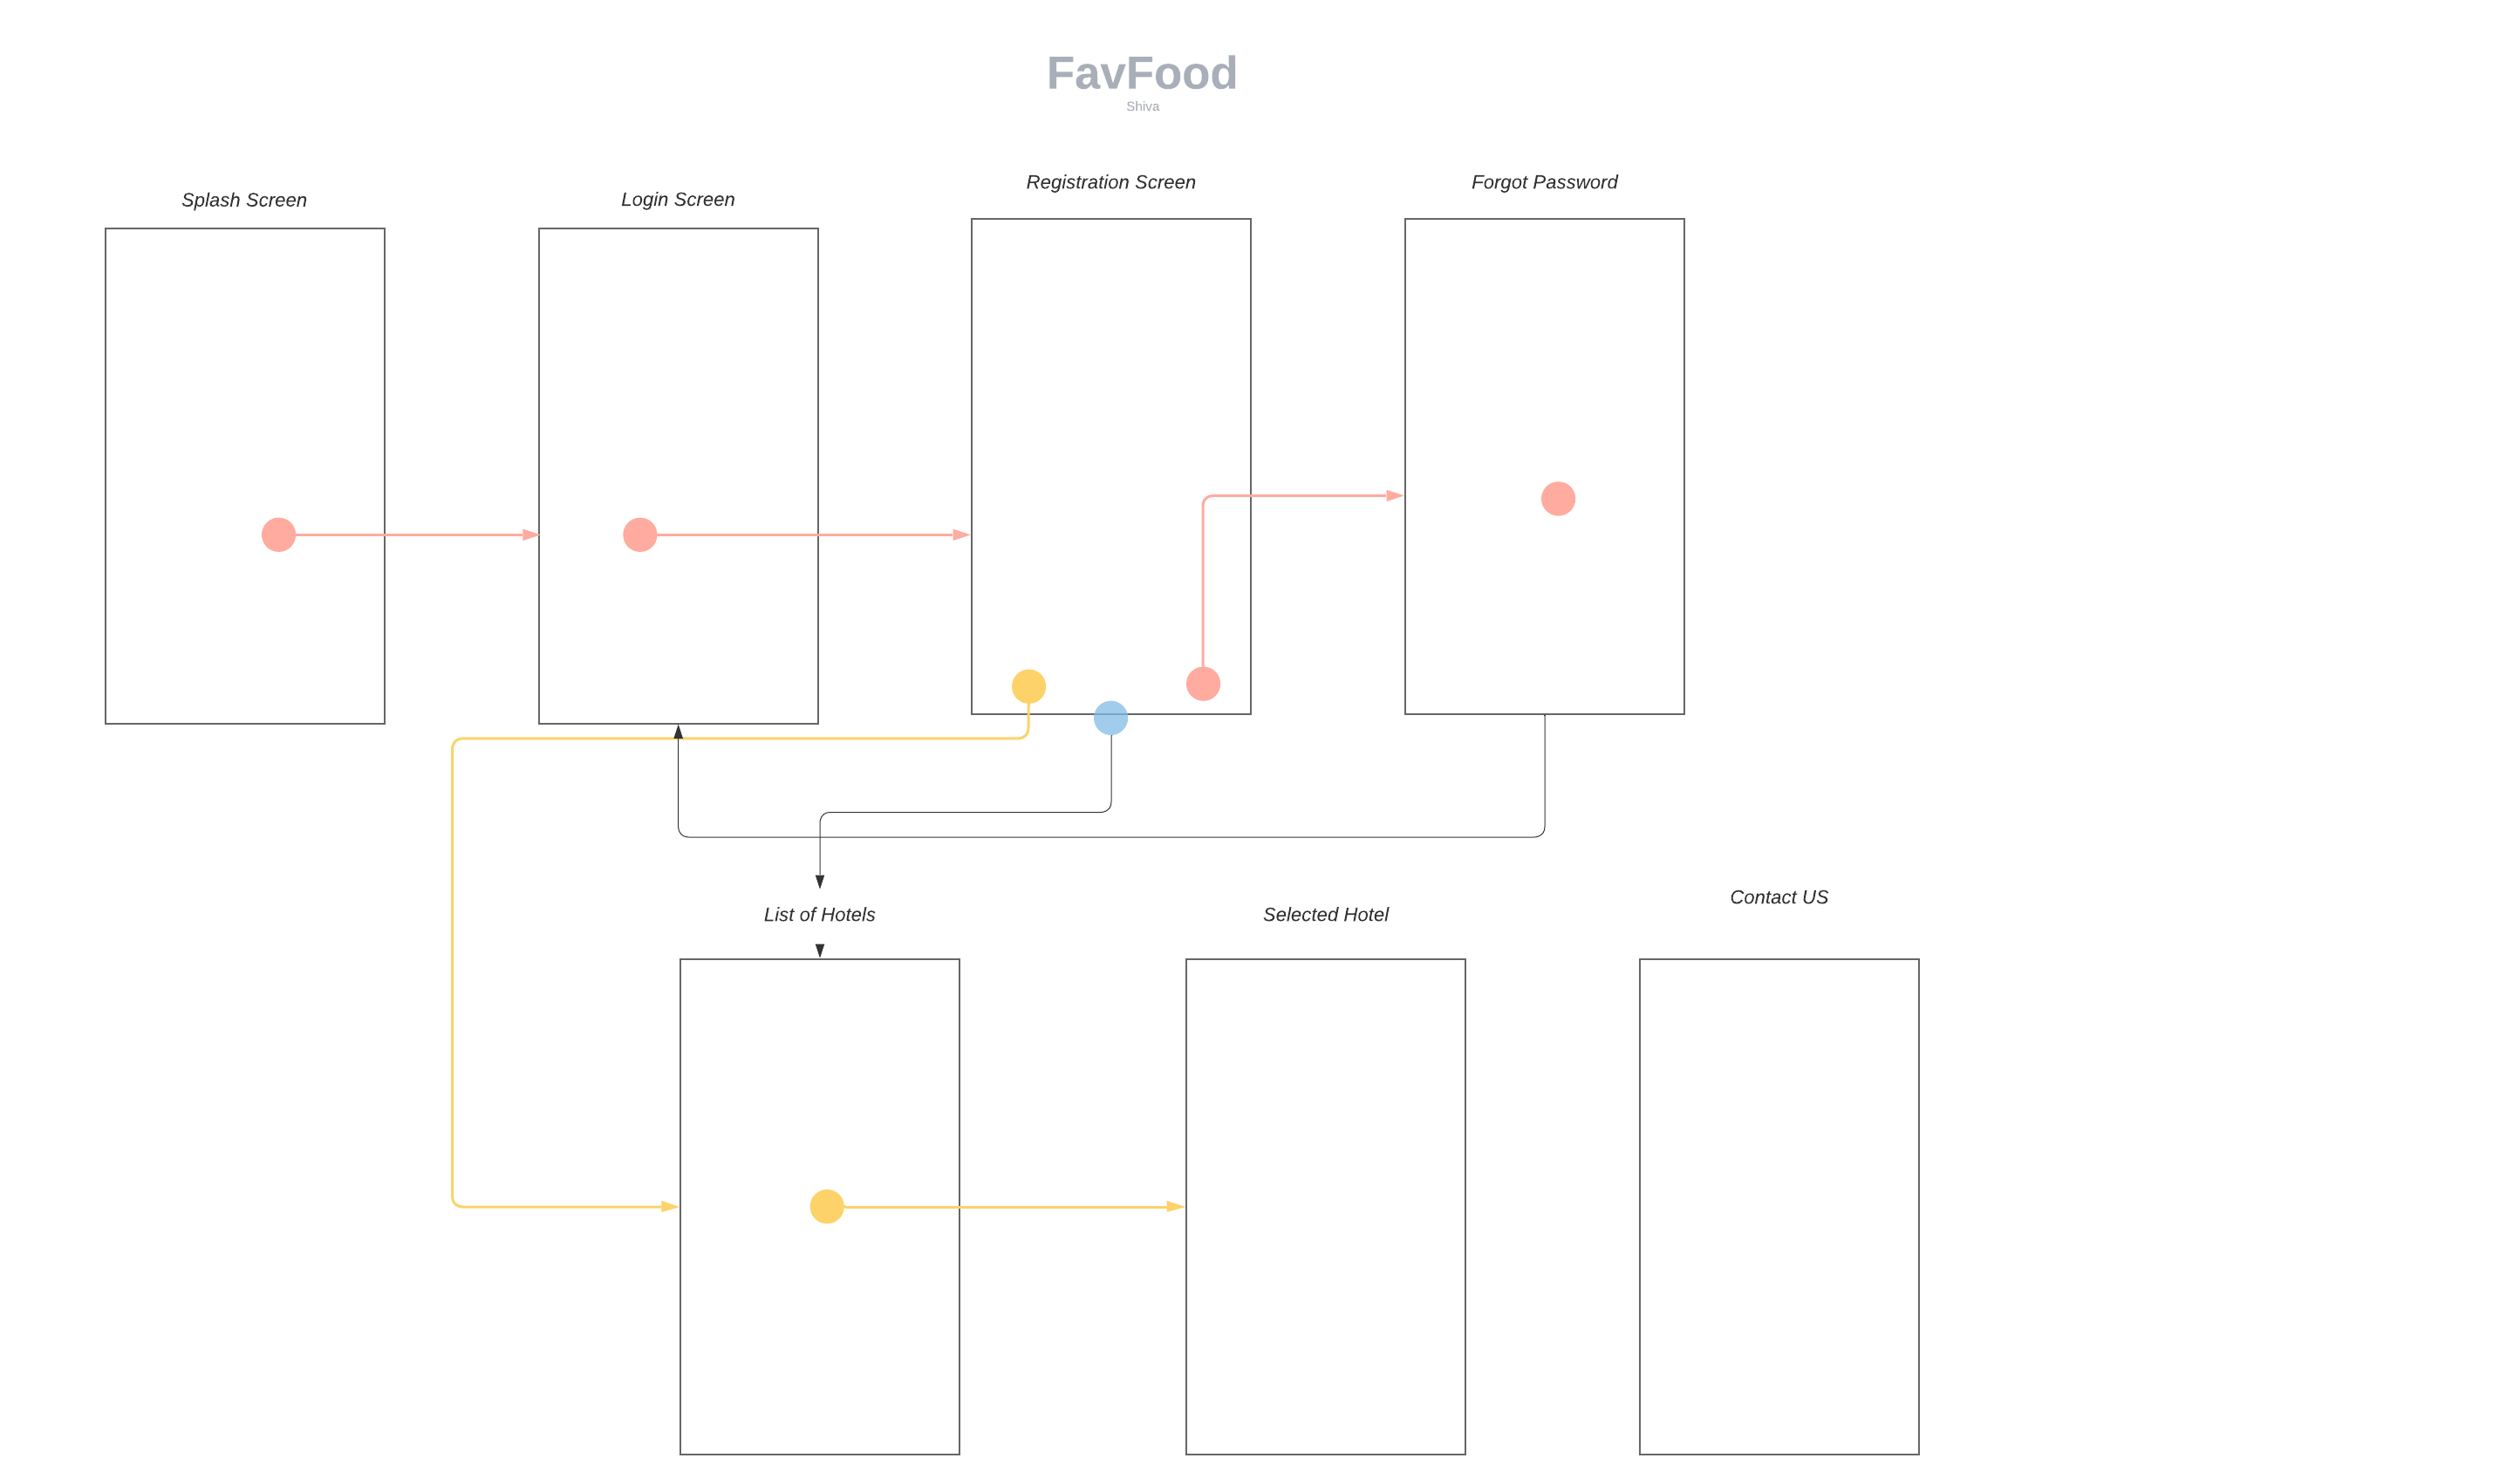 FavFood
Shiva
Splash Screen
Login Screen
Registration Screen
Forgot Password
List of Hotels
Selected Hotel
Contact US